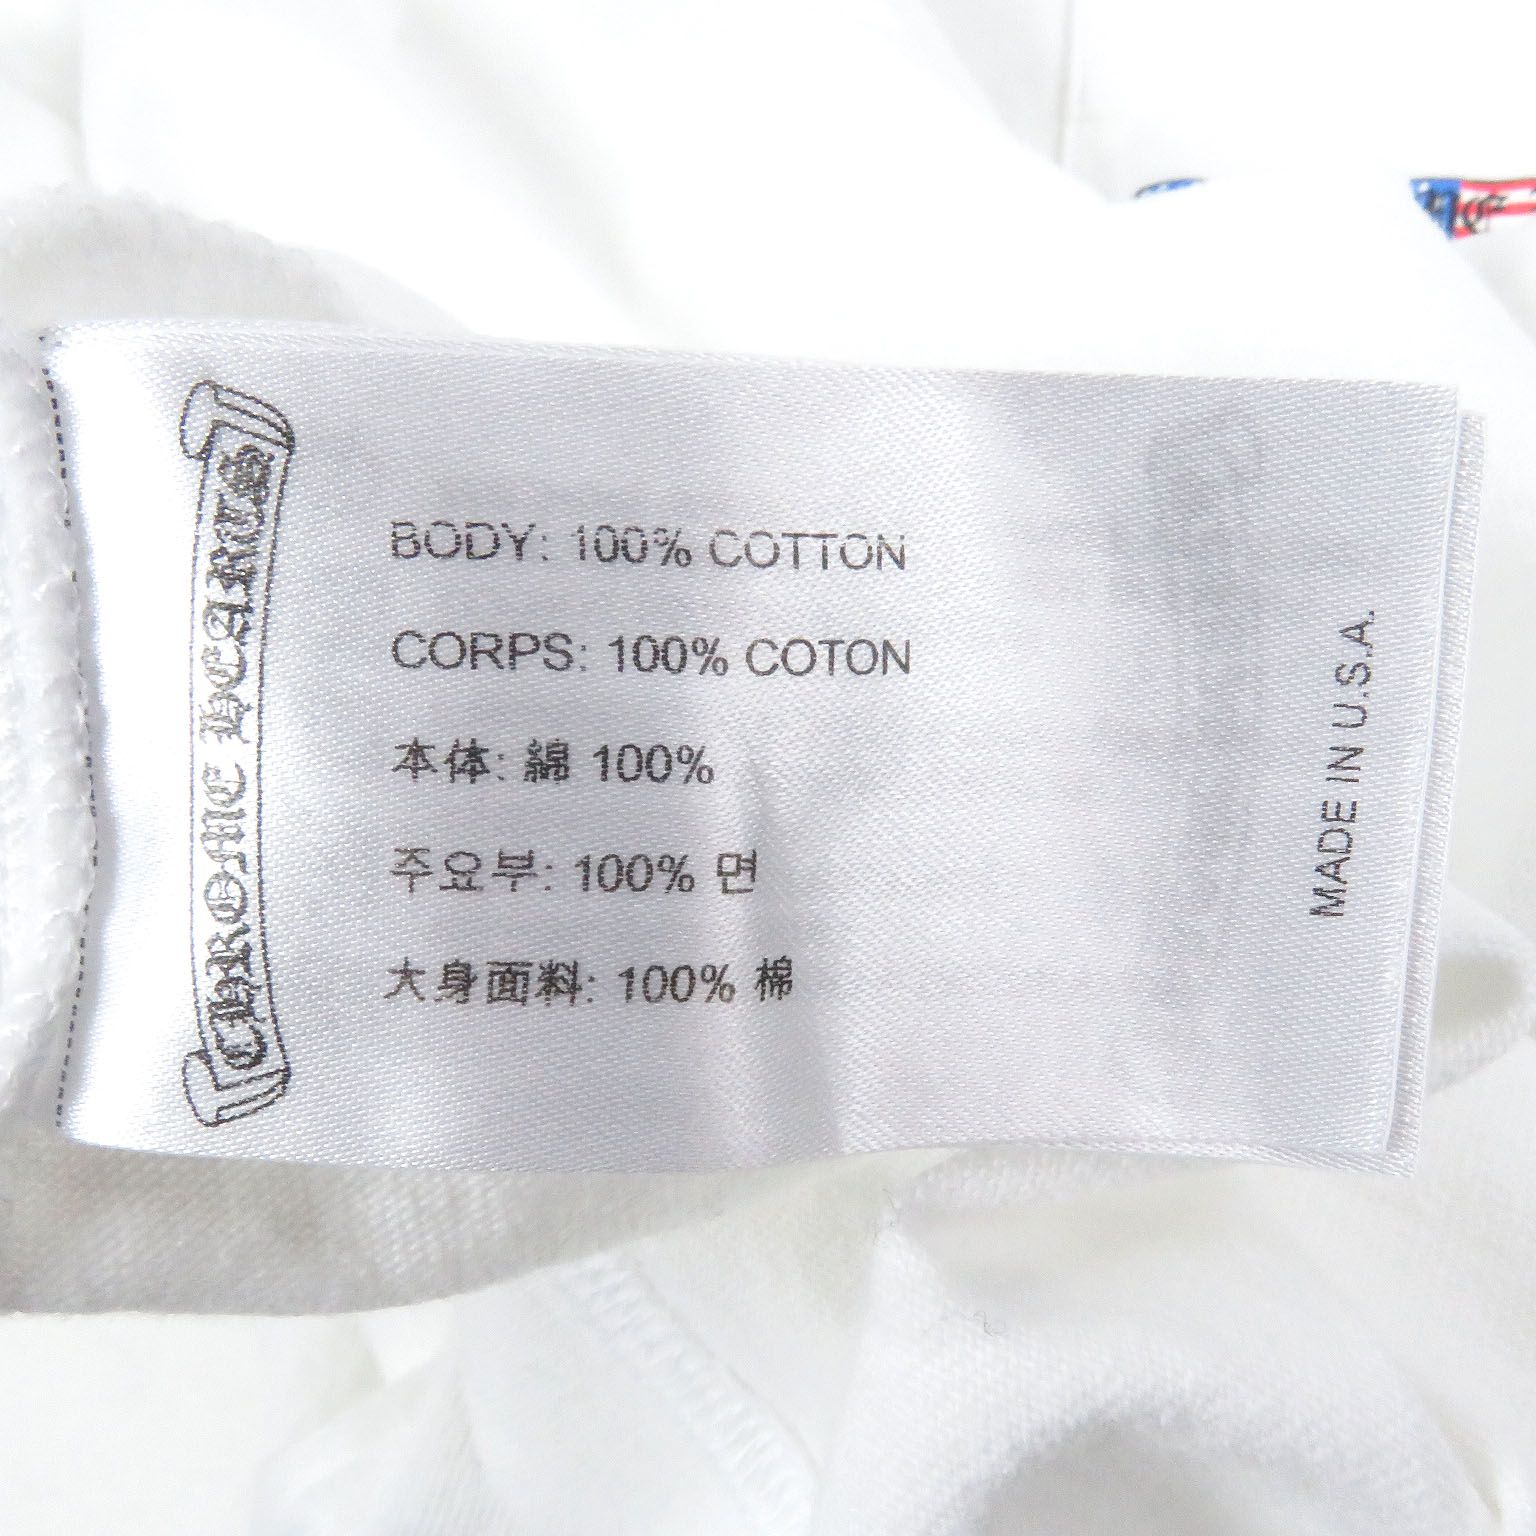 CHROME HEARTS
BODY: 100% COTTON
CORPS: 100% COTON
本体: 綿 100%
주요부: 100% 면
大身面料: 100% 棉
MADE IN U.S.A.